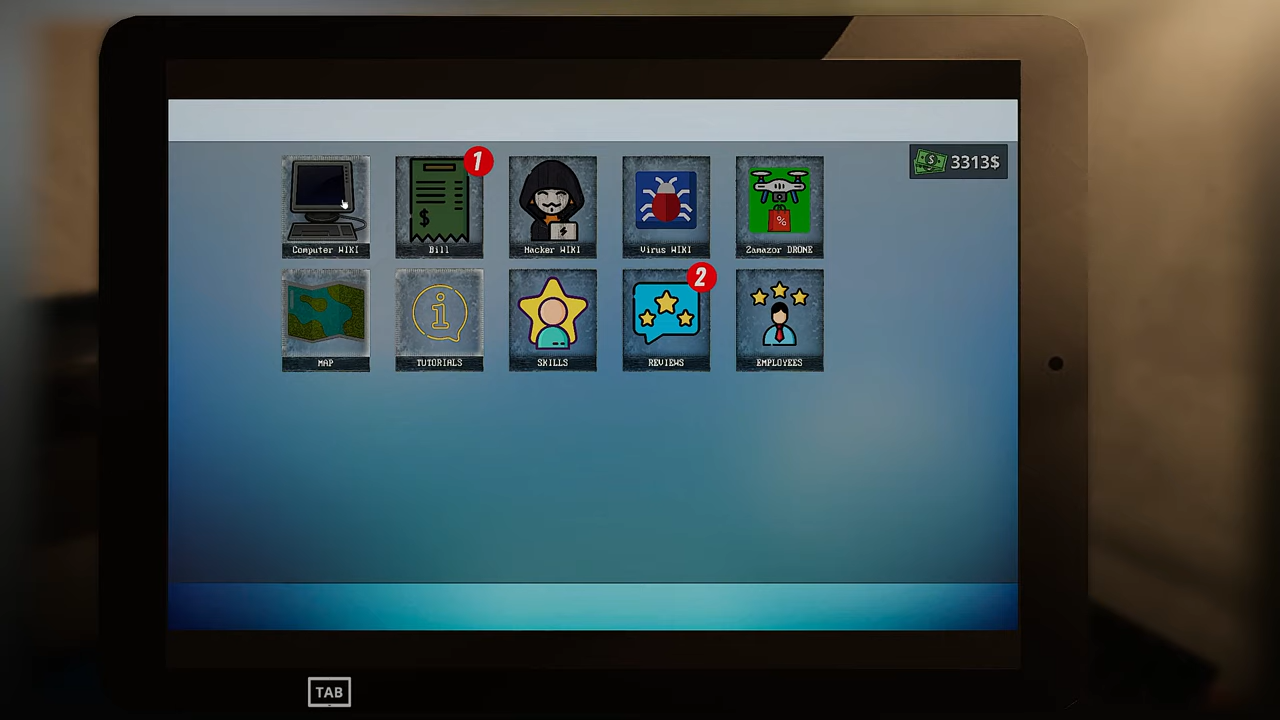 1
3313$
Computer WIKI
Bill
Hacker WIKI
Virus WIKI
Zamazor DRONE
2
MAP
TUTORIALS
SKILLS
REVIEWS
EMPLOYEES
TAB